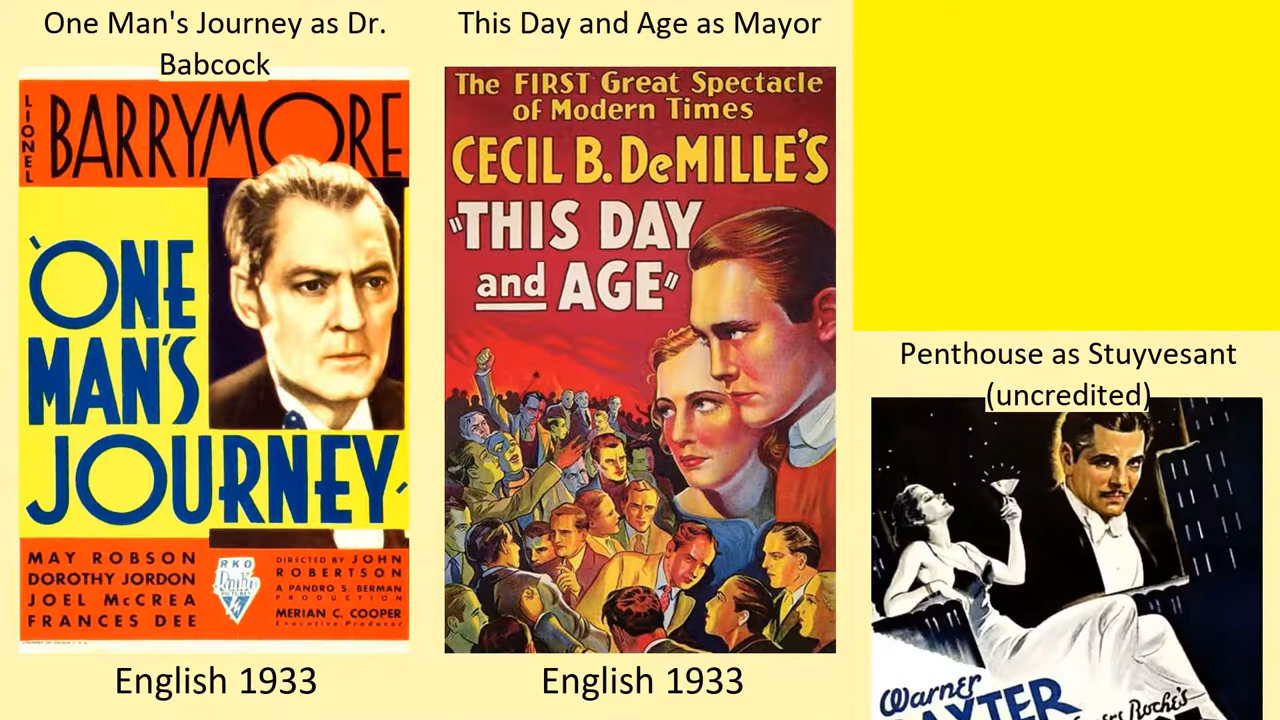 One Man's Journey as Dr.
Babcock
LIONEL
BARRYMORE
'ONE
MAN'S
JOURNEY
MAY ROBSON
DOROTHY JORDON
JOEL McCREA
FRANCES DEE
RKO
Radio
PICTURES
DIRECTED BY JOHN
ROBERTSON
A PANDRO S. BERMAN
PRODUCTION
MERIAN C. COOPER
Executive Producer
English 1933
This Day and Age as Mayor
The FIRST Great Spectacle
of Modern Times
CECIL B. DeMILLE'S
"THIS DAY
and AGE"
English 1933
Penthouse as Stuyvesant
(uncredited)
Warner
Roche's